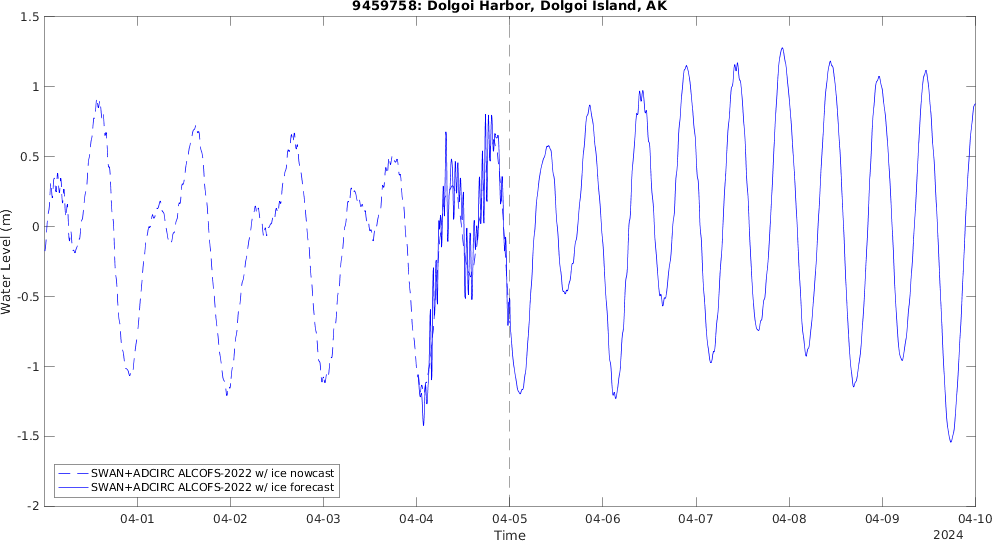 9459758: Dolgoi Harbor, Dolgoi Island, AK
1.5
1
0.5
0
-0.5
-1
-1.5
-2
Water Level (m)
SWAN+ADCIRC ALCOFS-2022 w/ ice nowcast
SWAN+ADCIRC ALCOFS-2022 w/ ice forecast
04-01 04-02 04-03 04-04 04-05 04-06 04-07 04-08 04-09 04-10
Time
2024